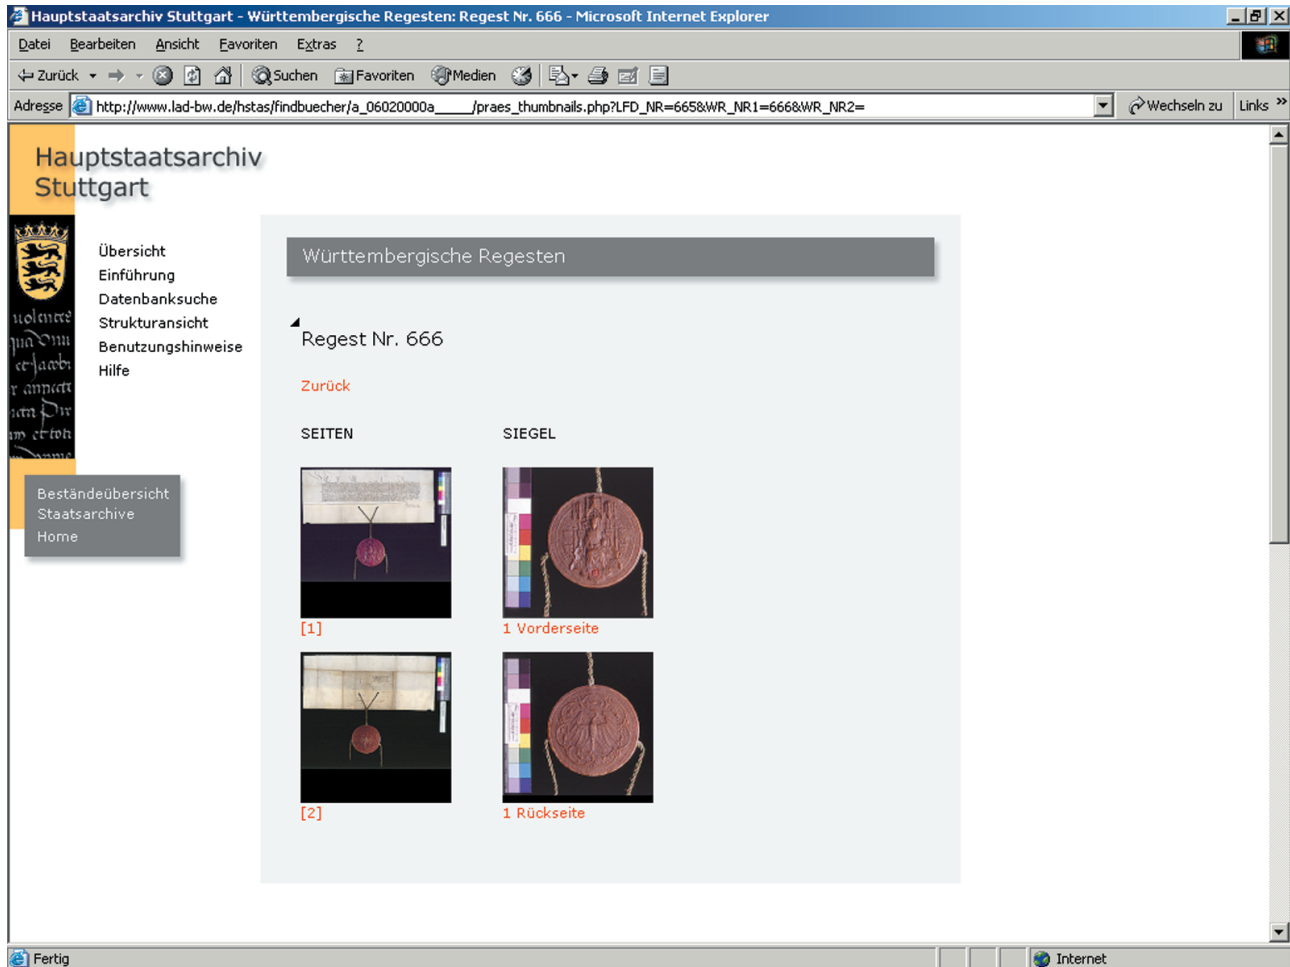 Hauptstaatsarchiv Stuttgart - Württembergische Regesten: Regest Nr. 666 - Microsoft Internet Explorer
Datei Bearbeiten Ansicht Favoriten Extras ?
Zurück Suchen Favoriten Medien
Adresse http://www.lad-bw.de/hstas/findbuecher/a_06020000a_____/praes_thumbnails.php?LFD_NR=665&WR_NR1=666&WR_NR2= Wechseln zu Links »
Hauptstaatsarchiv
Stuttgart
Übersicht
Einführung
Datenbanksuche
Strukturansicht
Benutzungshinweise
Hilfe
Beständeübersicht
Staatsarchive
Home
Württembergische Regesten
Regest Nr. 666
Zurück
SEITEN SIEGEL
[1] 1 Vorderseite
[2] 1 Rückseite
Fertig Internet